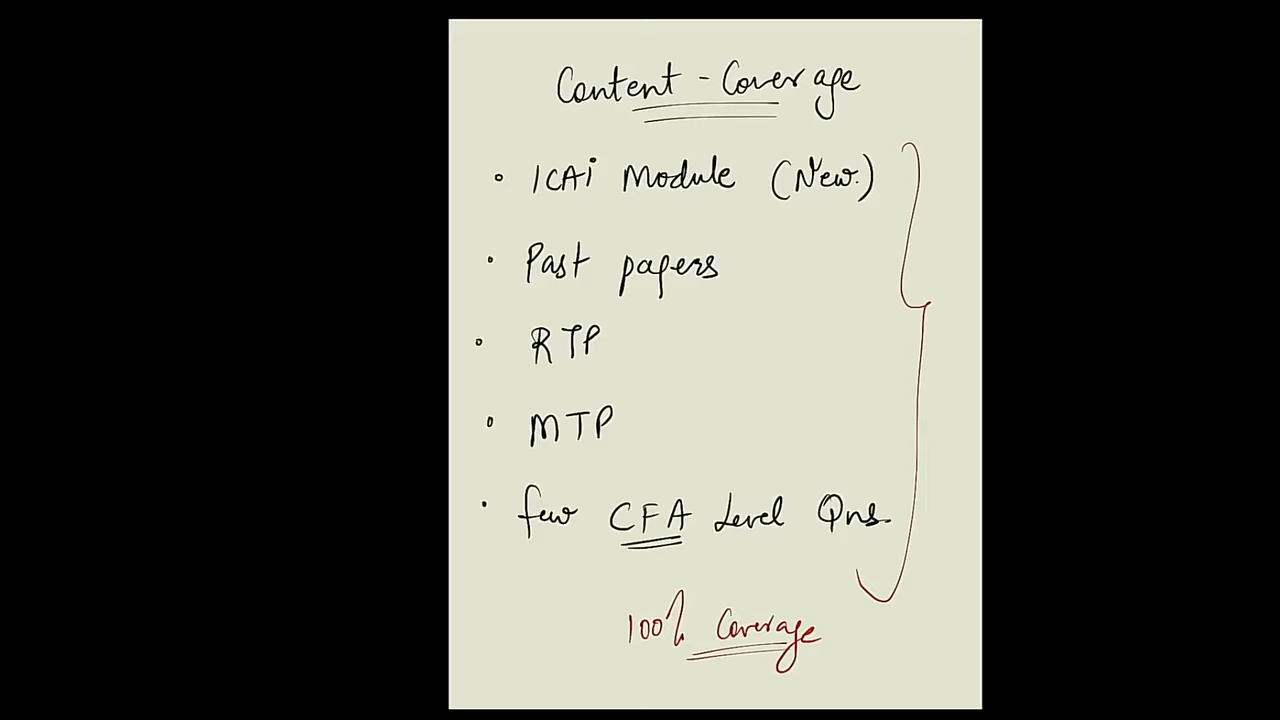 Content - Coverage
• ICAi Module (New.)
• Past papers
• RTP
• MTP
• few CFA Level Qns.
100% Coverage